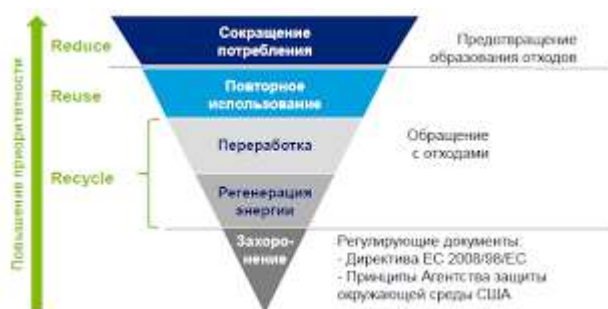 Повышение приоритетности
Reduce
Сокращение
потребления
Предотвращение
образования отходов
Reuse
Повторное
использование
Recycle
Переработка
Обращение
с отходами
Регенерация
энергии
Захоро-
нение
Регулирующие документы:
- Директива ЕС 2008/98/ЕС
- Принципы Агентства защиты
окружающей среды США